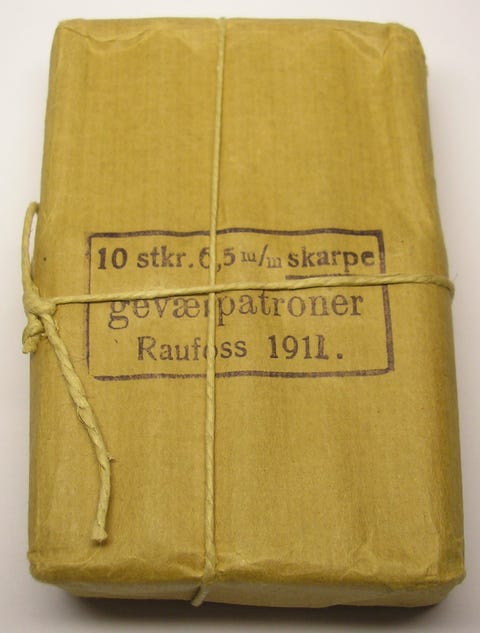 10 stkr. 6,5 m/m skarpe
geværpatroner
Raufoss 1911.